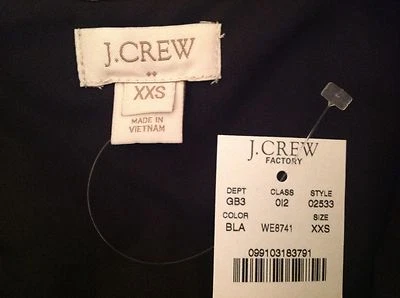 J.CREW
XXS
MADE IN
VIETNAM
J.CREW
FACTORY
DEPT CLASS STYLE
GB3 012 02533
COLOR SIZE
BLA WE8741 XXS
099103183791